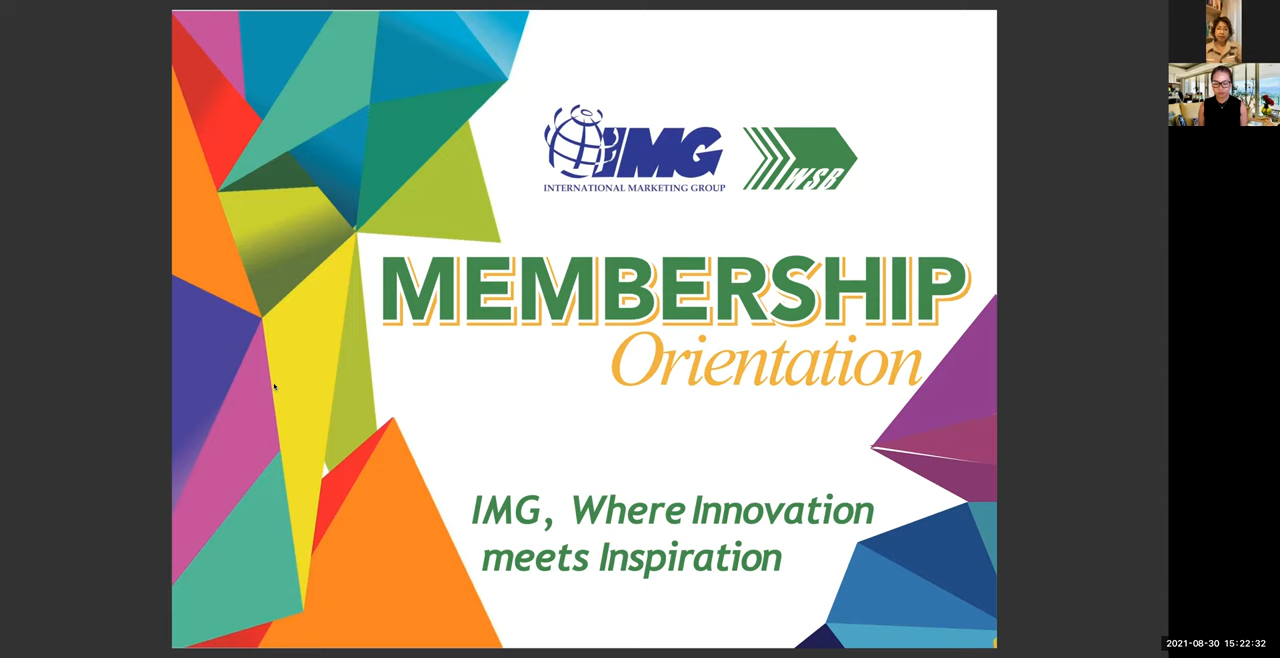 IMG
INTERNATIONAL MARKETING GROUP
WSB
MEMBERSHIP
Orientation
IMG, Where Innovation
meets Inspiration
2021-08-30 15:22:32